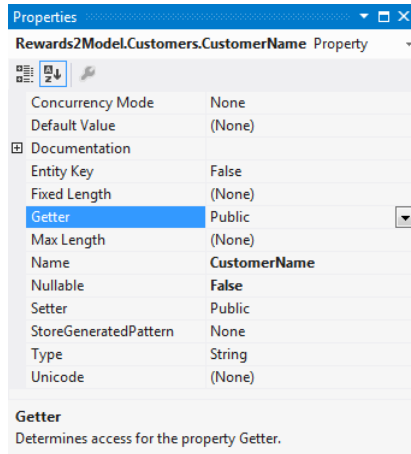 Properties
Rewards2Model.Customers.CustomerName Property
Concurrency Mode None
Default Value (None)
Documentation
Entity Key False
Fixed Length (None)
Getter Public
Max Length (None)
Name CustomerName
Nullable False
Setter Public
StoreGeneratedPattern None
Type String
Unicode (None)
Getter
Determines access for the property Getter.